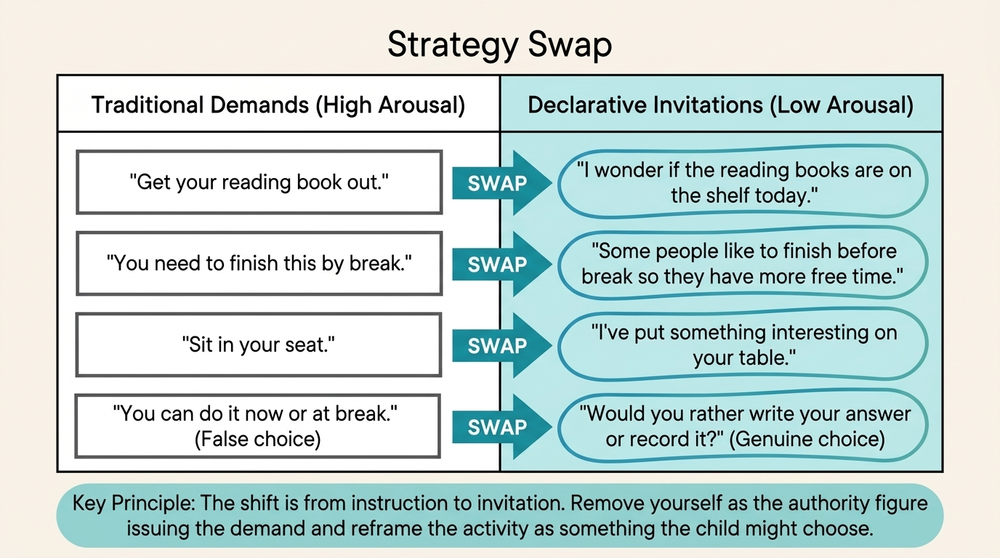 Strategy Swap
Traditional Demands (High Arousal)
Declarative Invitations (Low Arousal)
"Get your reading book out."
SWAP
"I wonder if the reading books are on
the shelf today."
"You need to finish this by break."
SWAP
"Some people like to finish before
break so they have more free time."
"Sit in your seat."
SWAP
"I've put something interesting on
your table."
"You can do it now or at break."
(False choice)
SWAP
"Would you rather write your answer
or record it?" (Genuine choice)
Key Principle: The shift is from instruction to invitation. Remove yourself as the authority figure
issuing the demand and reframe the activity as something the child might choose.